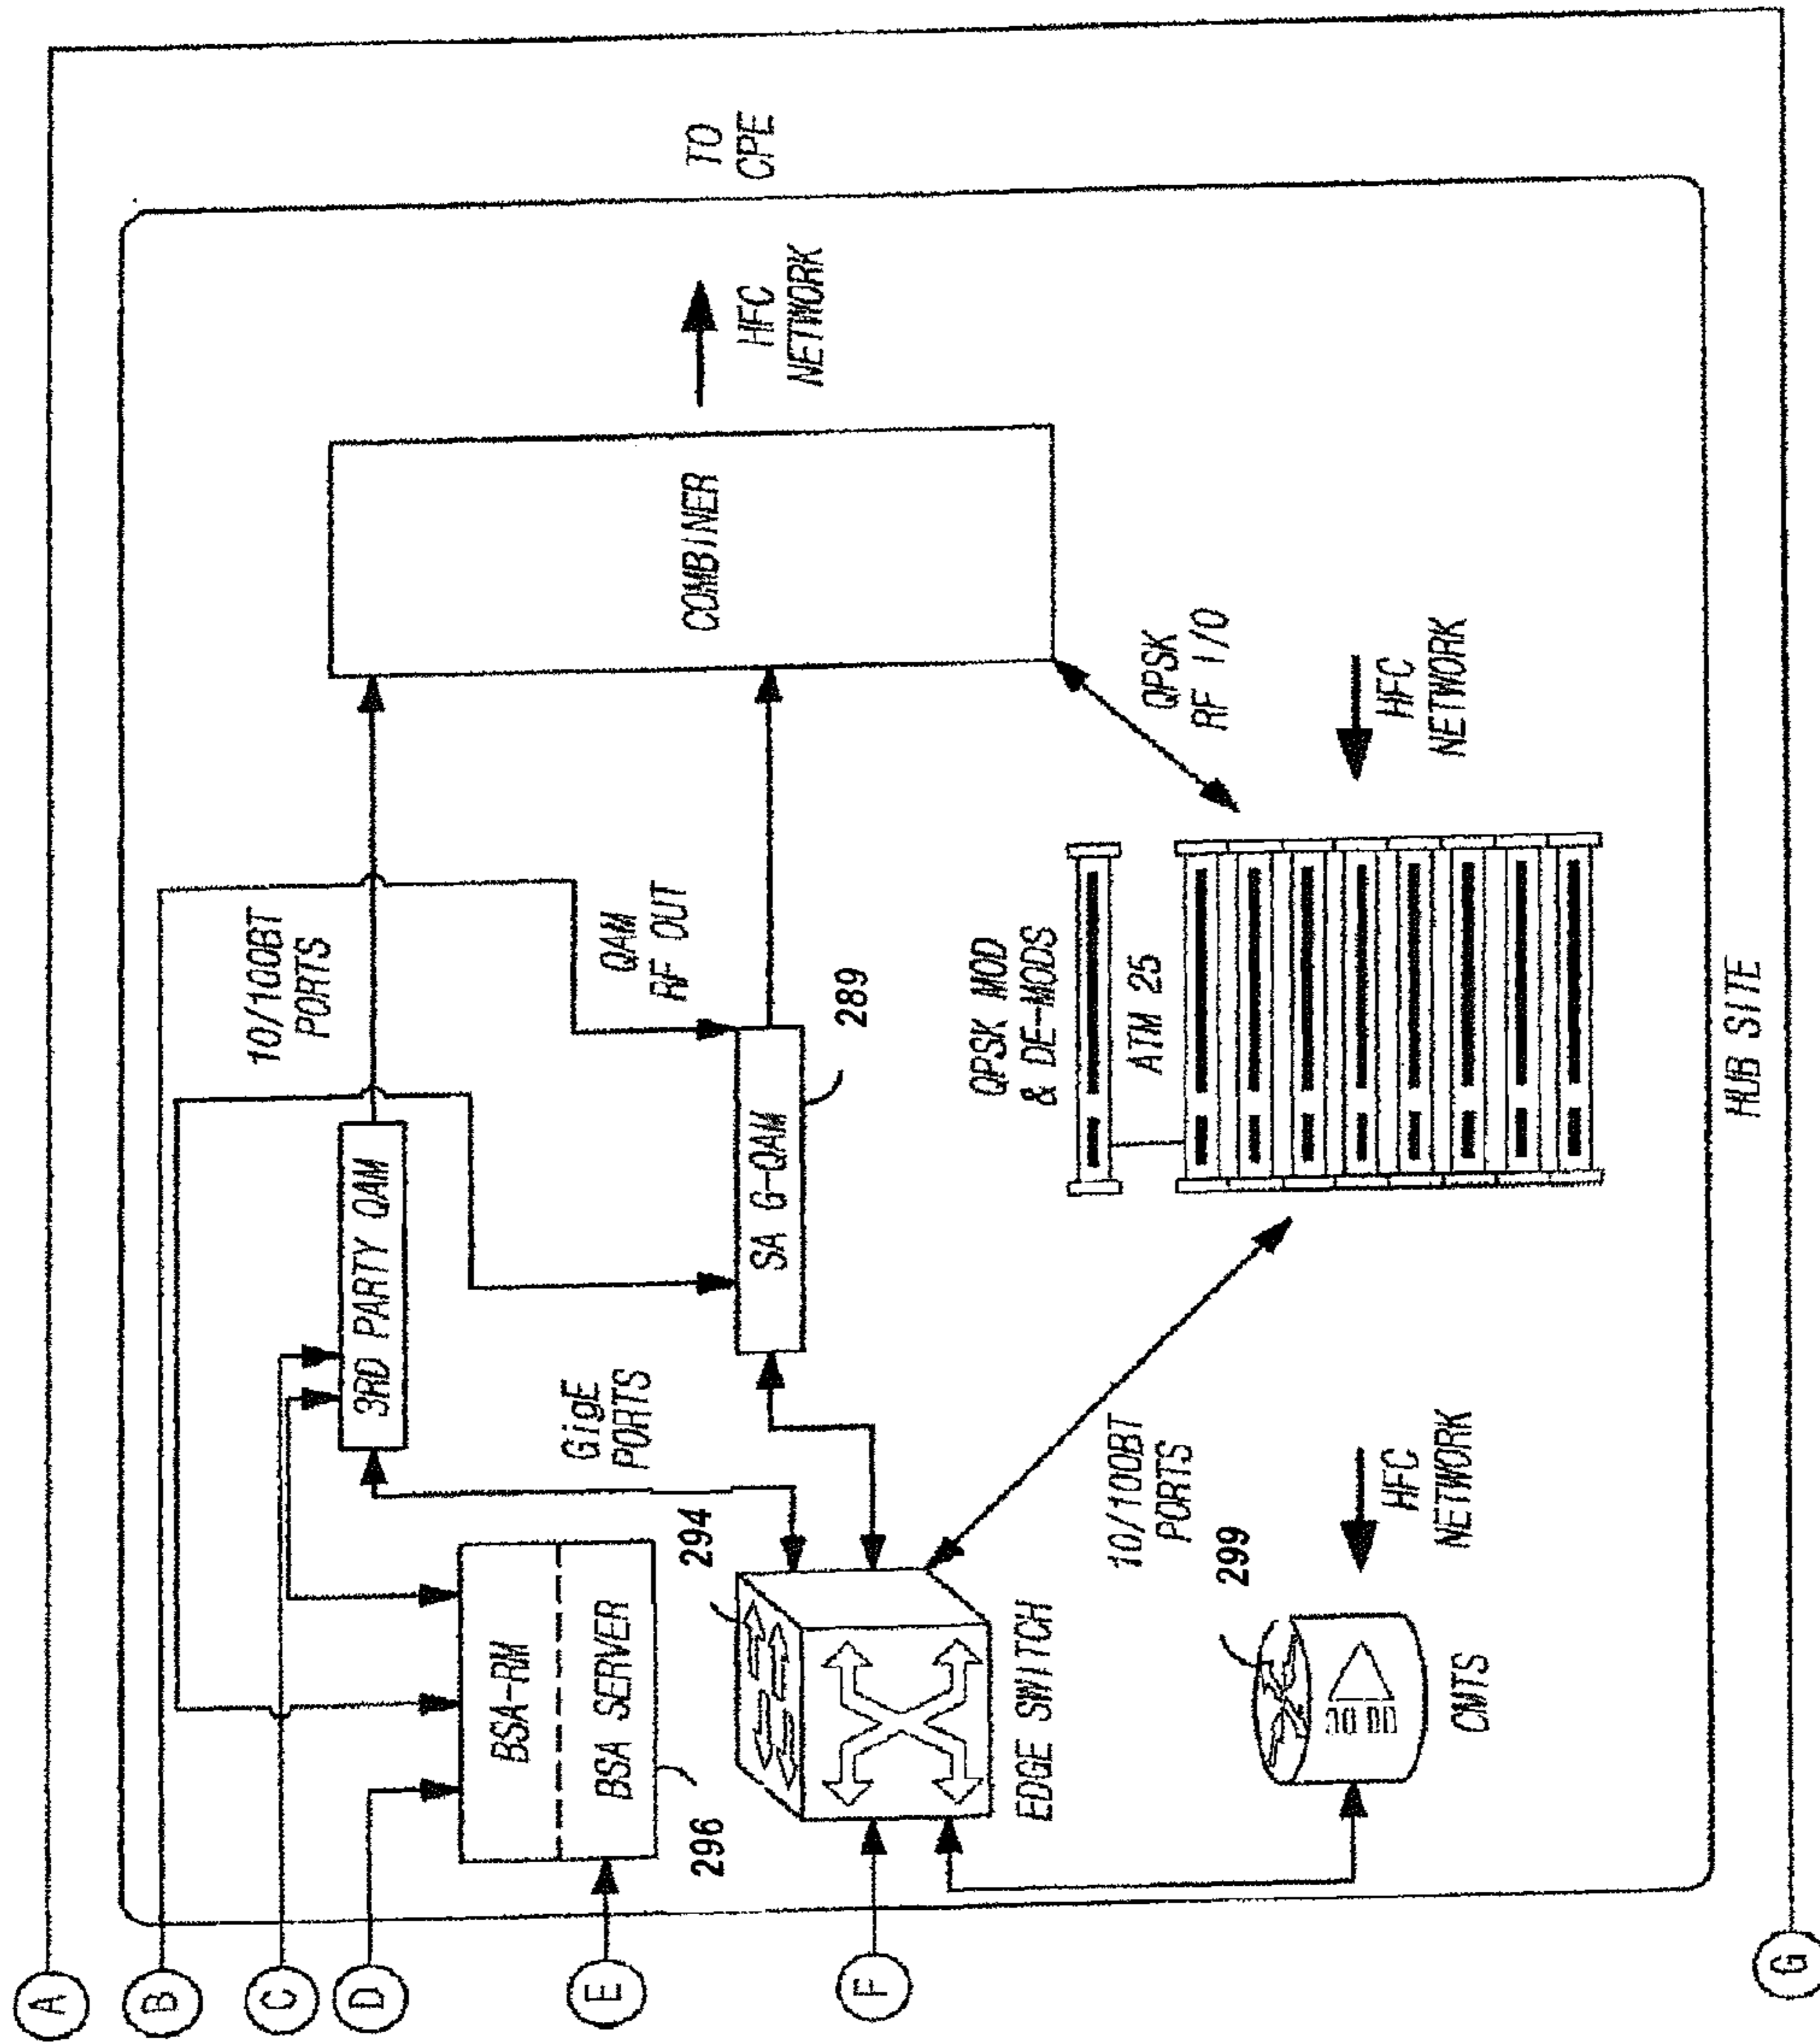 A
B
C
D
E
F
G
TO
CPE
HFC
NETWORK
COMBINER
10/100BT
PORTS
QAM
RF OUT
3RD PARTY QAM
SA G-QAM
289
GigE
PORTS
BSA-RM
BSA SERVER
296
294
EDGE SWITCH
QPSK
RF I/O
QPSK MOD
& DE-MODS
ATM 25
HFC
NETWORK
10/100BT
PORTS
299
HFC
NETWORK
CMTS
HUB SITE